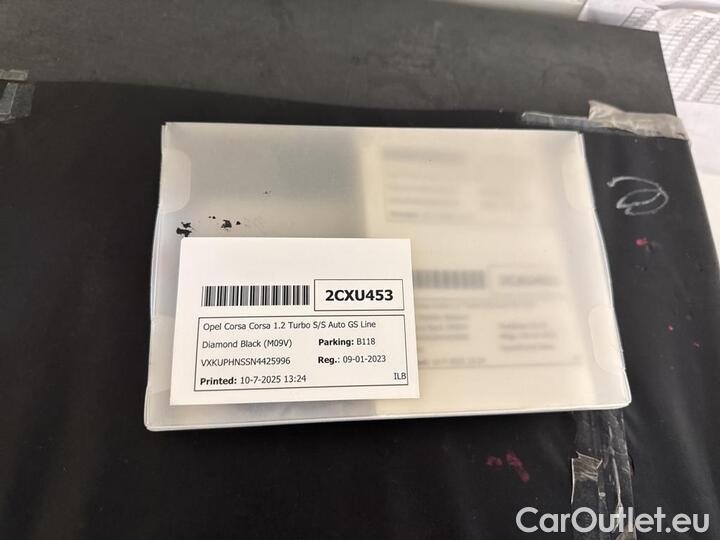 2CXU453
Opel Corsa Corsa 1.2 Turbo S/S Auto GS Line
Diamond Black (M09V) Parking: B118
VXKUPHNSSN4425996 Reg.: 09-01-2023
Printed: 10-7-2025 13:24 ILB
CarOutlet.eu